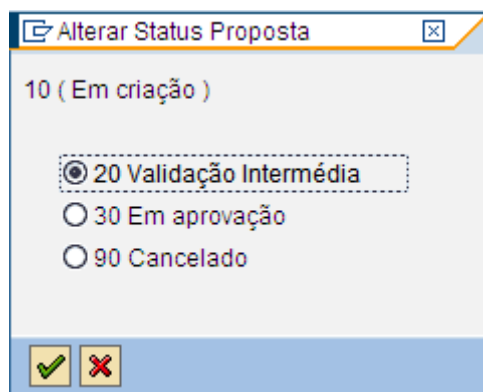 Alterar Status Proposta
10 ( Em criação )
20 Validação Intermédia
30 Em aprovação
90 Cancelado